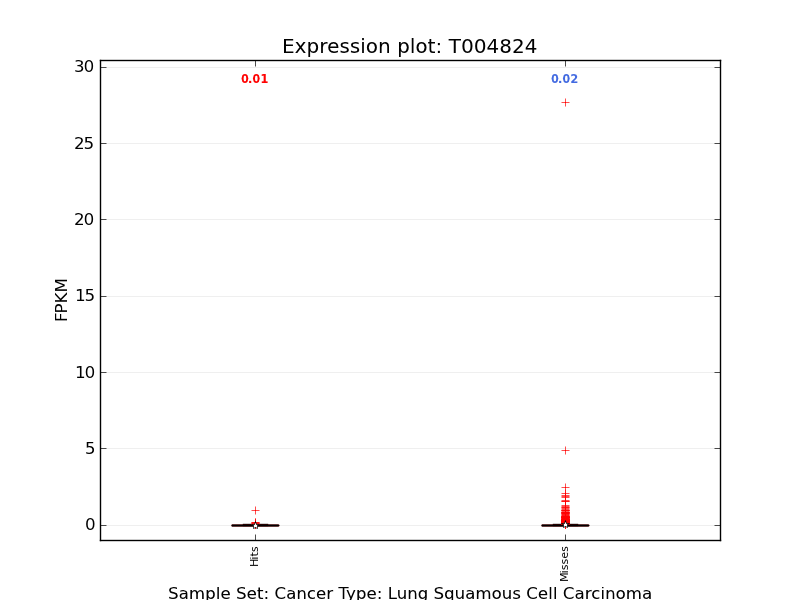 Expression plot: T004824
0.01
0.02
30
25
20
15
10
5
0
FPKM
Hits
Misses
Sample Set: Cancer Type: Lung Squamous Cell Carcinoma